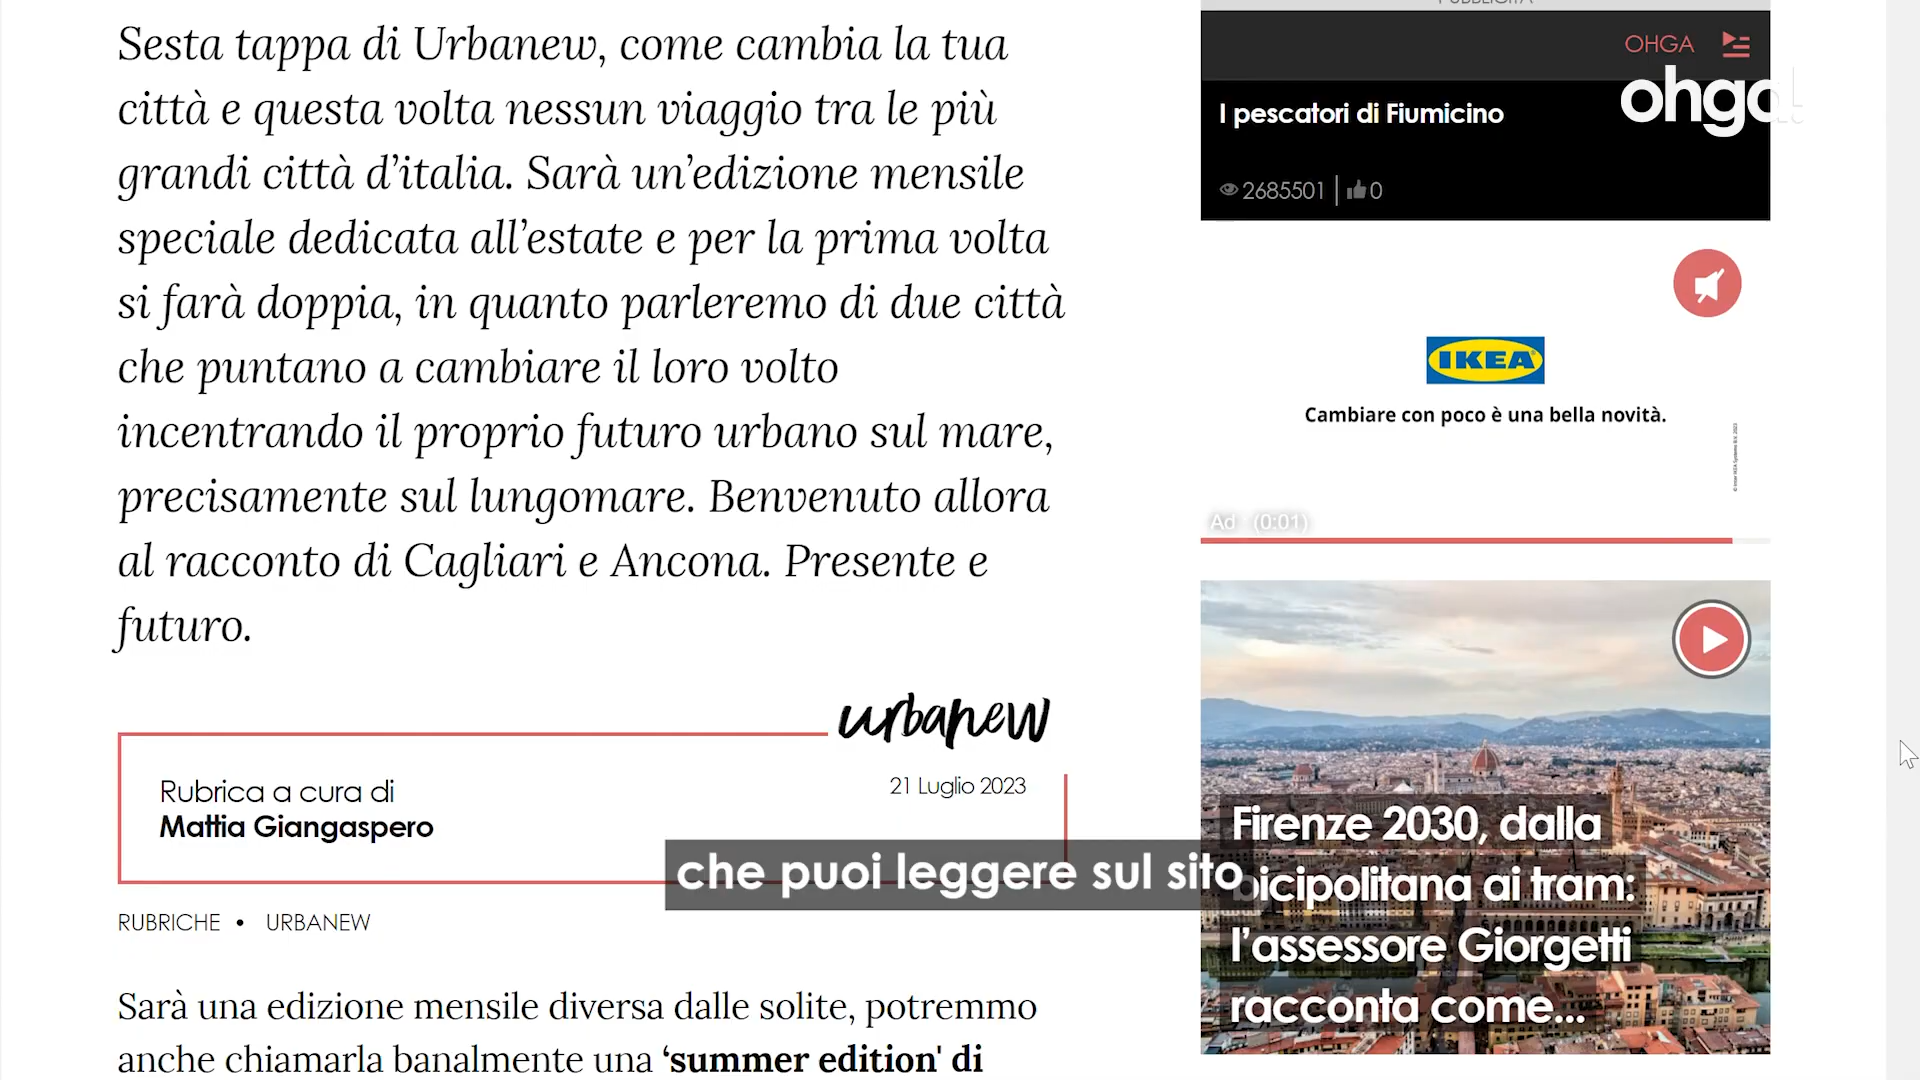 Sesta tappa di Urbanew, come cambia la tua
città e questa volta nessun viaggio tra le più
grandi città d’italia. Sarà un’edizione mensile
speciale dedicata all’estate e per la prima volta
si farà doppia, in quanto parleremo di due città
che puntano a cambiare il loro volto
incentrando il proprio futuro urbano sul mare,
precisamente sul lungomare. Benvenuto allora
al racconto di Cagliari e Ancona. Presente e
futuro.
urbanew
21 Luglio 2023
Rubrica a cura di
Mattia Giangaspero
RUBRICHE • URBANEW
Sarà una edizione mensile diversa dalle solite, potremmo
anche chiamarla banalmente una ‘summer edition' di
che puoi leggere sul sito
PUBBLICITÀ
OHGA
ohga!
I pescatori di Fiumicino
2685501 | 0
IKEA
Cambiare con poco è una bella novità.
Ad (0:01)
Firenze 2030, dalla
bicipolitana ai tram:
l’assessore Giorgetti
racconta come...